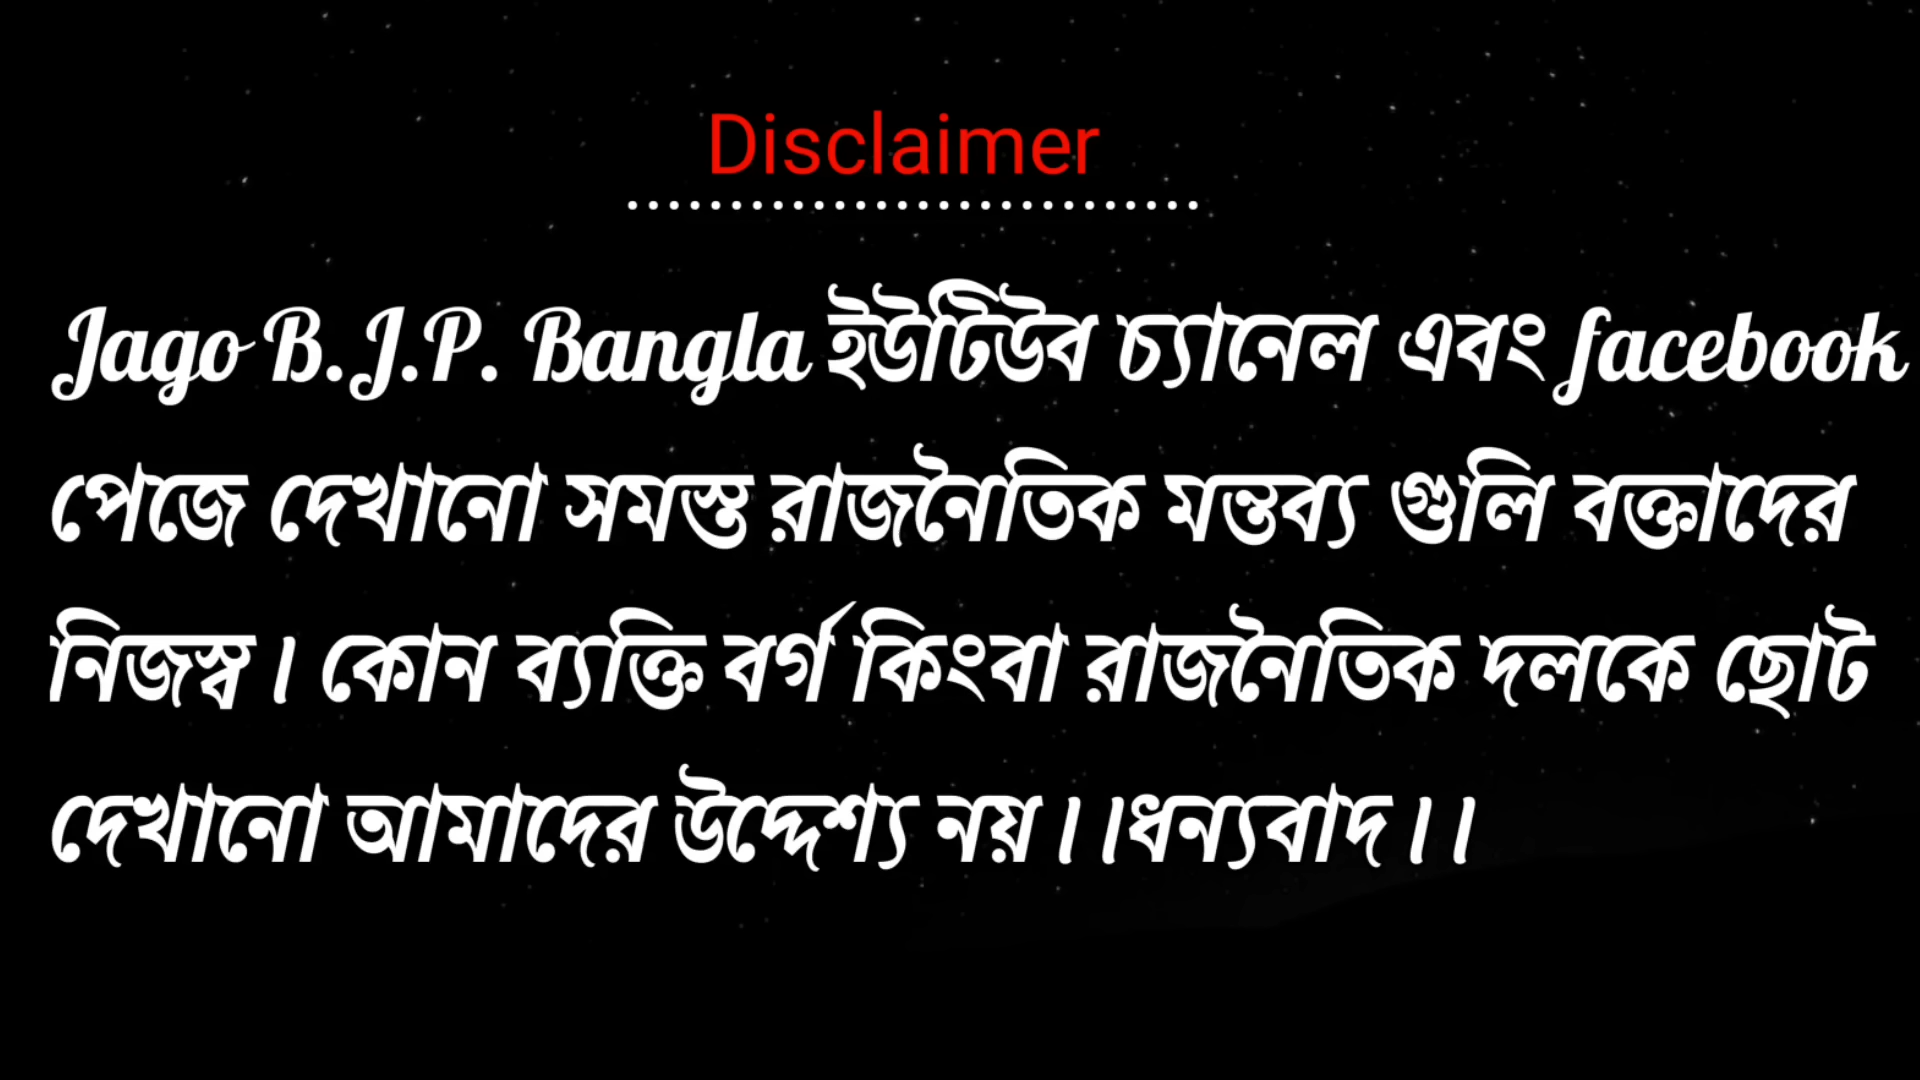 Disclaimer
Jago B.J.P. Bangla ইউটিউব চ্যানেল এবং facebook
পেজে দেখানো সমস্ত রাজনৈতিক মন্তব্য গুলি বক্তাদের
নিজস্ব। কোন ব্যক্তি বর্গ কিংবা রাজনৈতিক দলকে ছোট
দেখানো আমাদের উদ্দেশ্য নয়।।ধন্যবাদ।।